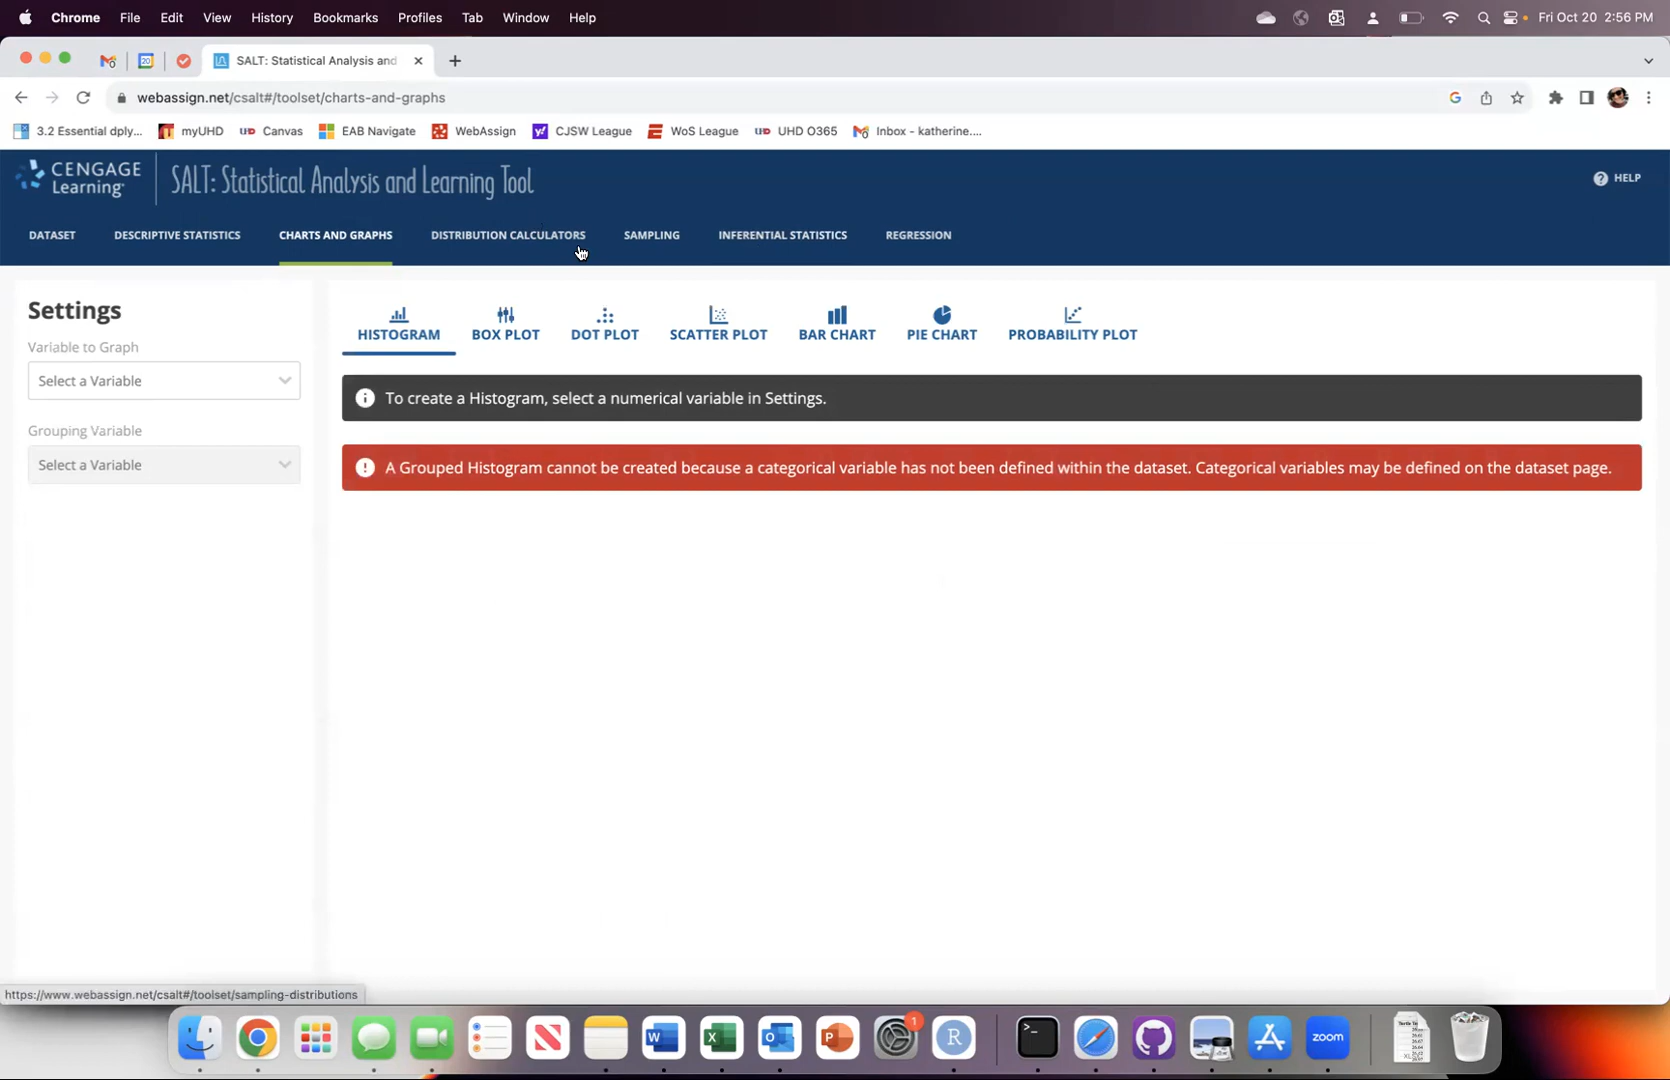 Chrome File Edit View History Bookmarks Profiles Tab Window Help Fri Oct 20 2:56 PM
SALT: Statistical Analysis and
webassign.net/csalt#/toolset/charts-and-graphs
3.2 Essential dply... myUHD Canvas EAB Navigate WebAssign CJSW League WoS League UHD O365 Inbox - katherine....
CENGAGE Learning SALT: Statistical Analysis and Learning Tool HELP
DATASET DESCRIPTIVE STATISTICS CHARTS AND GRAPHS DISTRIBUTION CALCULATORS SAMPLING INFERENTIAL STATISTICS REGRESSION
Settings
Variable to Graph
Select a Variable
Grouping Variable
Select a Variable
HISTOGRAM BOX PLOT DOT PLOT SCATTER PLOT BAR CHART PIE CHART PROBABILITY PLOT
To create a Histogram, select a numerical variable in Settings.
A Grouped Histogram cannot be created because a categorical variable has not been defined within the dataset. Categorical variables may be defined on the dataset page.
https://www.webassign.net/csalt#/toolset/sampling-distributions
1
zoom